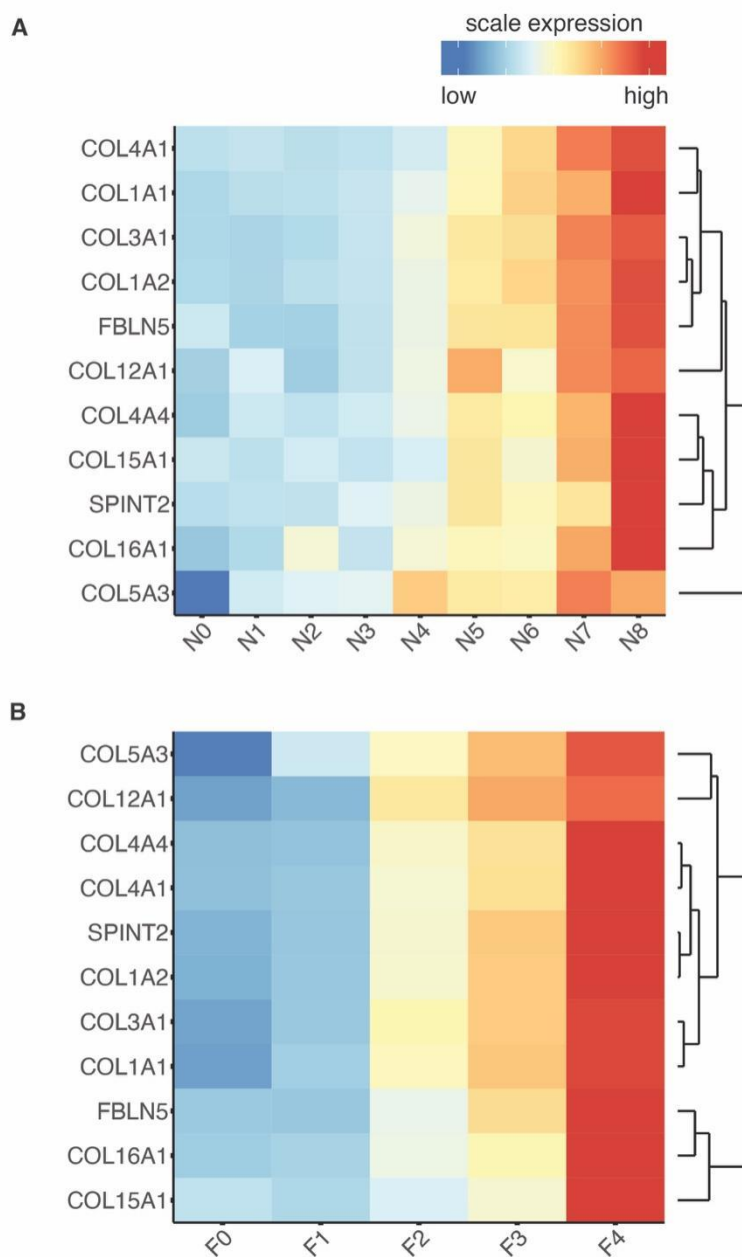 A
scale expression
low high
COL4A1
COL1A1
COL3A1
COL1A2
FBLN5
COL12A1
COL4A4
COL15A1
SPINT2
COL16A1
COL5A3
N0 N1 N2 N3 N4 N5 N6 N7 N8
B
COL5A3
COL12A1
COL4A4
COL4A1
SPINT2
COL1A2
COL3A1
COL1A1
FBLN5
COL16A1
COL15A1
F0 F1 F2 F3 F4